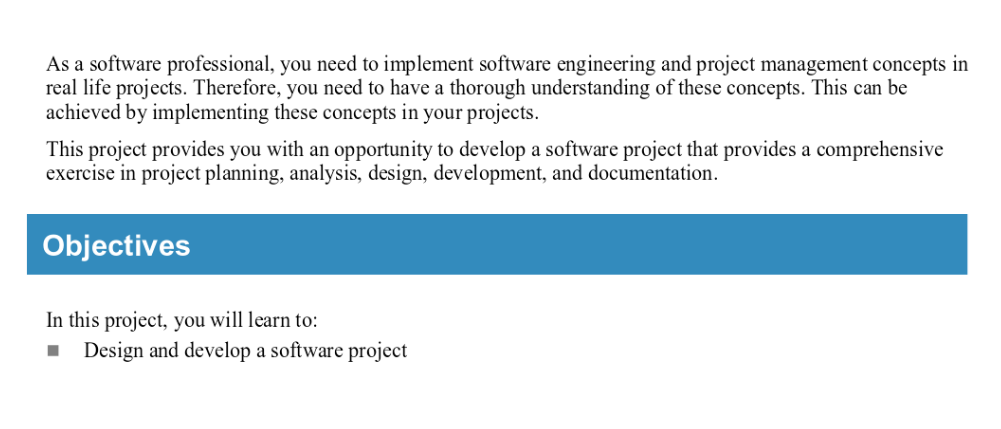 As a software professional, you need to implement software engineering and project management concepts in
real life projects. Therefore, you need to have a thorough understanding of these concepts. This can be
achieved by implementing these concepts in your projects.
This project provides you with an opportunity to develop a software project that provides a comprehensive
exercise in project planning, analysis, design, development, and documentation.
Objectives
In this project, you will learn to:
■ Design and develop a software project